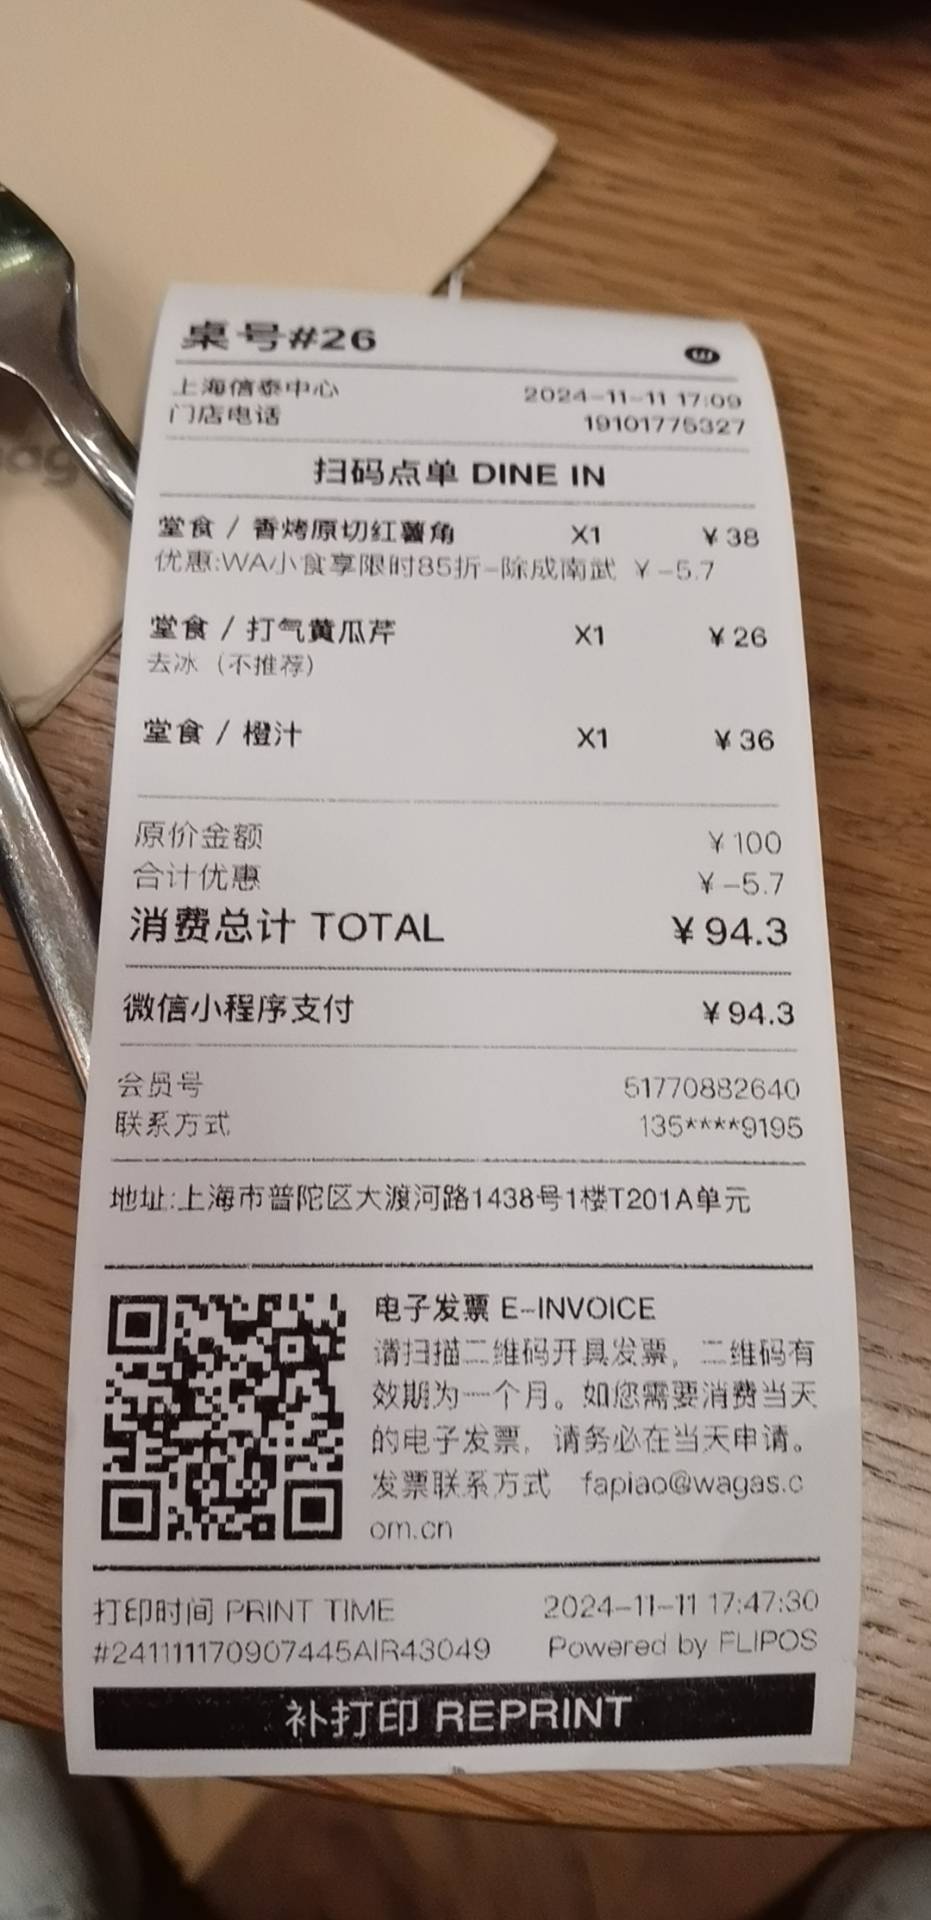 桌号#26
上海信泰中心 2024-11-11 17:09
门店电话 19101775327
扫码点单 DINE IN
堂食 / 香烤原切红薯角 X1 ¥38
优惠:WA小食享限时85折-除成南武 ¥-5.7
堂食 / 打气黄瓜芹 X1 ¥26
去冰（不推荐）
堂食 / 橙汁 X1 ¥36
原价金额 ¥100
合计优惠 ¥-5.7
消费总计 TOTAL ¥94.3
微信小程序支付 ¥94.3
会员号 51770882640
联系方式 135****9195
地址:上海市普陀区大渡河路1438号1楼T201A单元
电子发票 E-INVOICE
请扫描二维码开具发票，二维码有
效期为一个月。如您需要消费当天
的电子发票，请务必在当天申请。
发票联系方式 fapiao@wagas.c
om.cn
打印时间 PRINT TIME 2024-11-11 17:47:30
#241111170907445AIR43049 Powered by FLIPOS
补打印 REPRINT